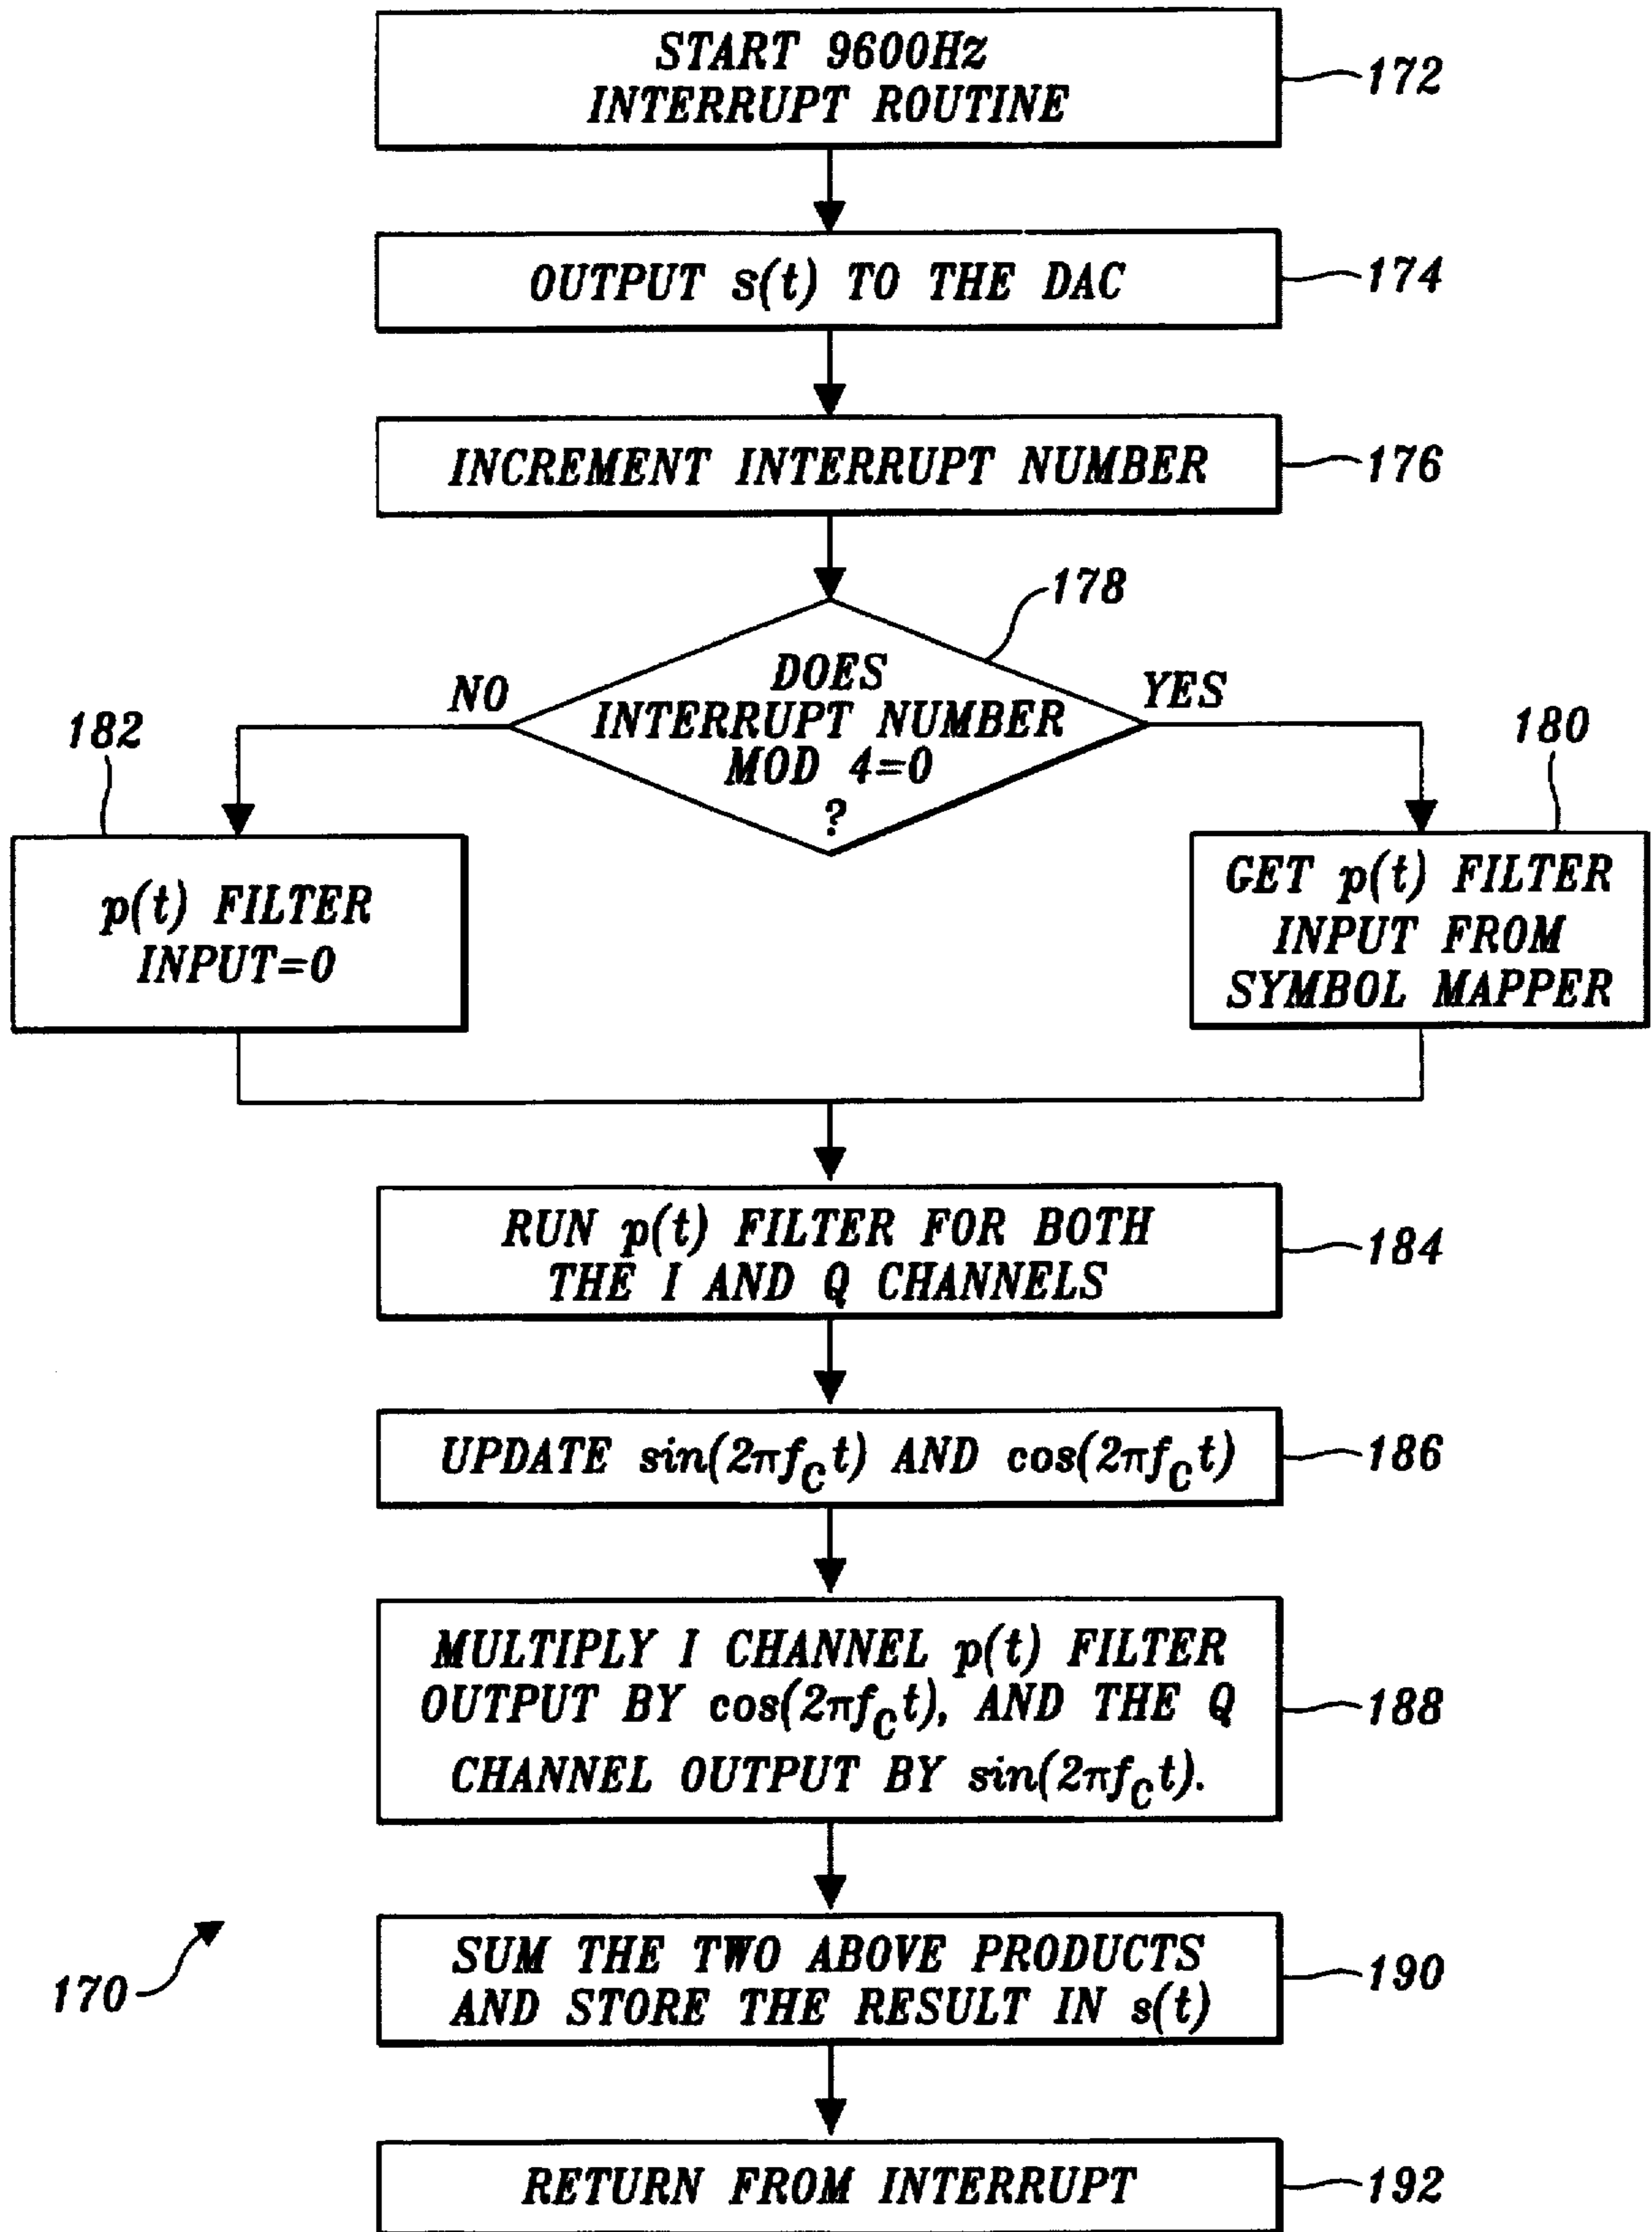 START 9600Hz
INTERRUPT ROUTINE
172
OUTPUT s(t) TO THE DAC
174
INCREMENT INTERRUPT NUMBER
176
178
DOES
INTERRUPT NUMBER
MOD 4=0
?
NO
YES
182
p(t) FILTER
INPUT=0
180
GET p(t) FILTER
INPUT FROM
SYMBOL MAPPER
RUN p(t) FILTER FOR BOTH
THE I AND Q CHANNELS
184
UPDATE sin(2πf_C t) AND cos(2πf_C t)
186
MULTIPLY I CHANNEL p(t) FILTER
OUTPUT BY cos(2πf_C t), AND THE Q
CHANNEL OUTPUT BY sin(2πf_C t).
188
SUM THE TWO ABOVE PRODUCTS
AND STORE THE RESULT IN s(t)
190
170
RETURN FROM INTERRUPT
192